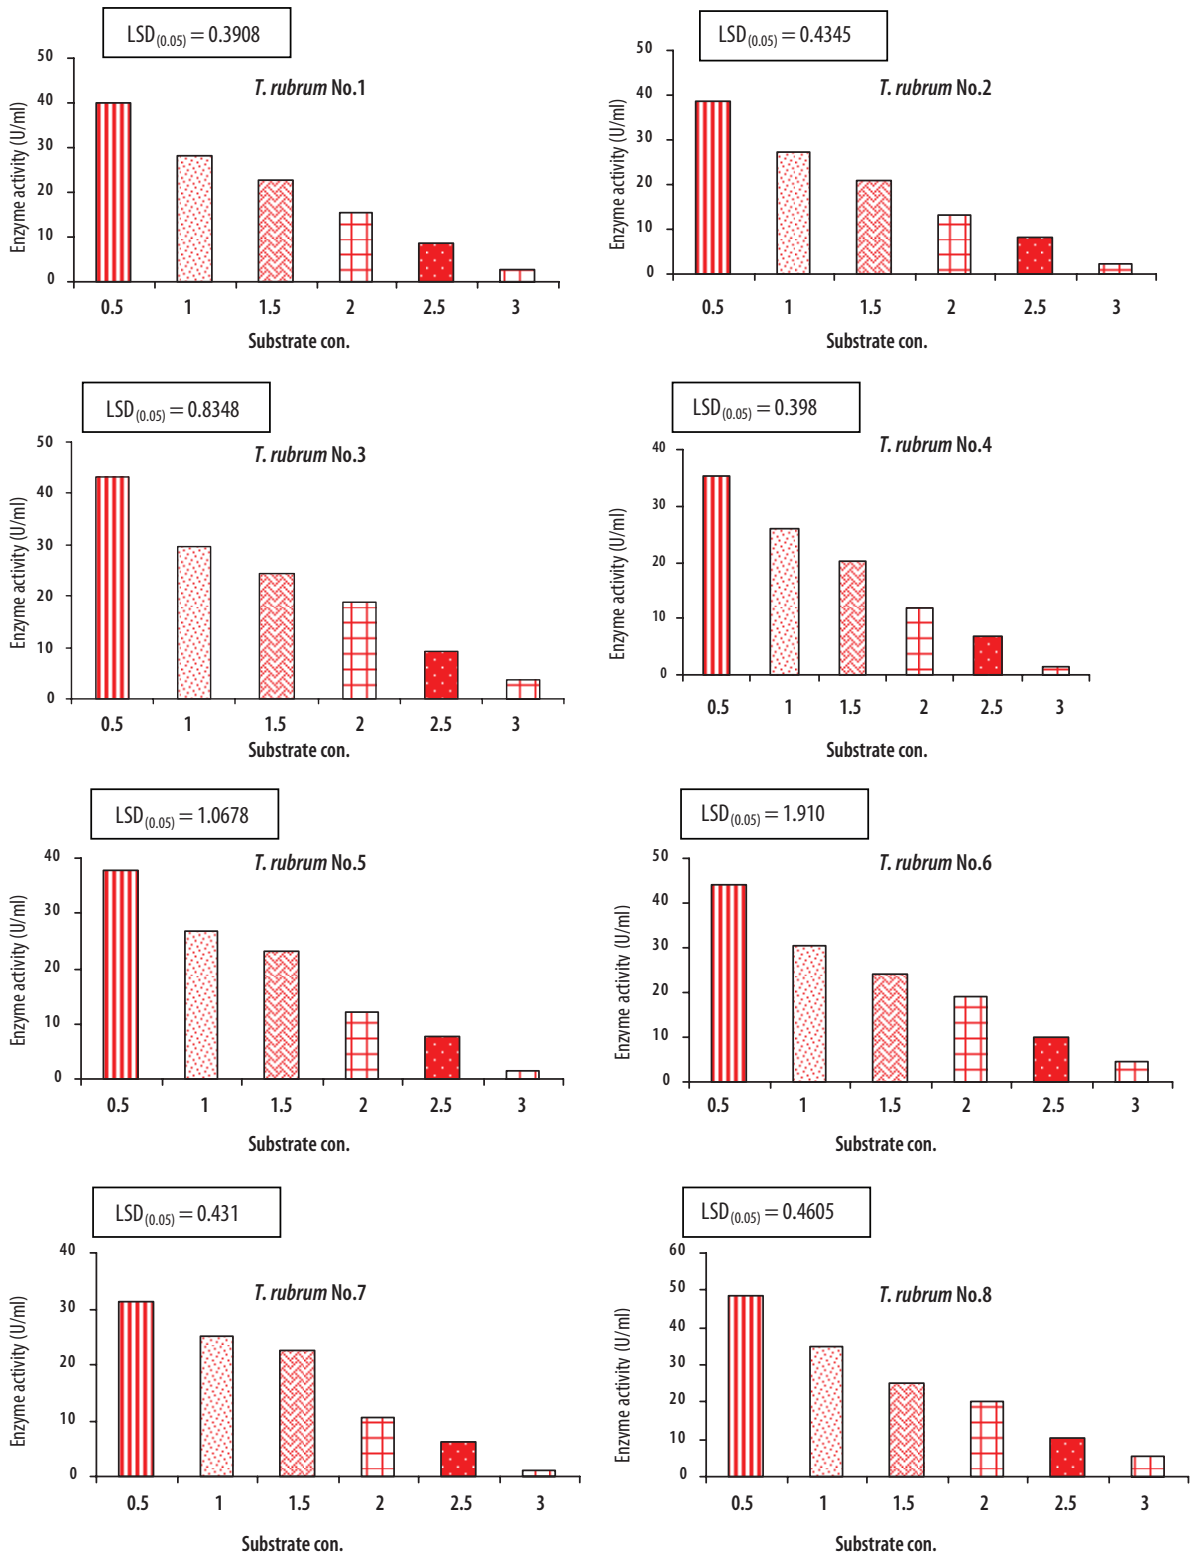 LSD(0.05) = 0.3908
T. rubrum No.1
Enzyme activity (U/ml)
50
40
30
20
10
0
0.5 1 1.5 2 2.5 3
Substrate con.
LSD(0.05) = 0.4345
T. rubrum No.2
Enzyme activity (U/ml)
50
40
30
20
10
0
0.5 1 1.5 2 2.5 3
Substrate con.
LSD(0.05) = 0.8348
T. rubrum No.3
Enzyme activity (U/ml)
50
40
30
20
10
0
0.5 1 1.5 2 2.5 3
Substrate con.
LSD(0.05) = 0.398
T. rubrum No.4
Enzyme activity (U/ml)
40
30
20
10
0
0.5 1 1.5 2 2.5 3
Substrate con.
LSD(0.05) = 1.0678
T. rubrum No.5
Enzyme activity (U/ml)
40
30
20
10
0
0.5 1 1.5 2 2.5 3
Substrate con.
LSD(0.05) = 1.910
T. rubrum No.6
Enzyme activity (U/ml)
50
40
30
20
10
0
0.5 1 1.5 2 2.5 3
Substrate con.
LSD(0.05) = 0.431
T. rubrum No.7
Enzyme activity (U/ml)
40
30
20
10
0
0.5 1 1.5 2 2.5 3
Substrate con.
LSD(0.05) = 0.4605
T. rubrum No.8
Enzyme activity (U/ml)
60
50
40
30
20
10
0
0.5 1 1.5 2 2.5 3
Substrate con.